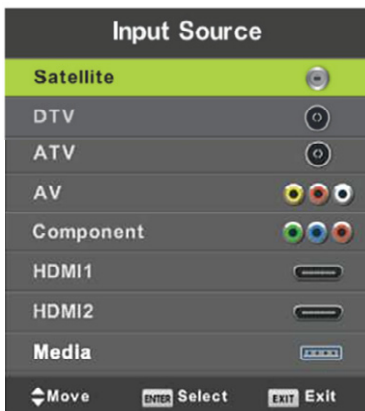 Input Source
Satellite
DTV
ATV
AV
Component
HDMI1
HDMI2
Media
Move ENTER Select EXIT Exit